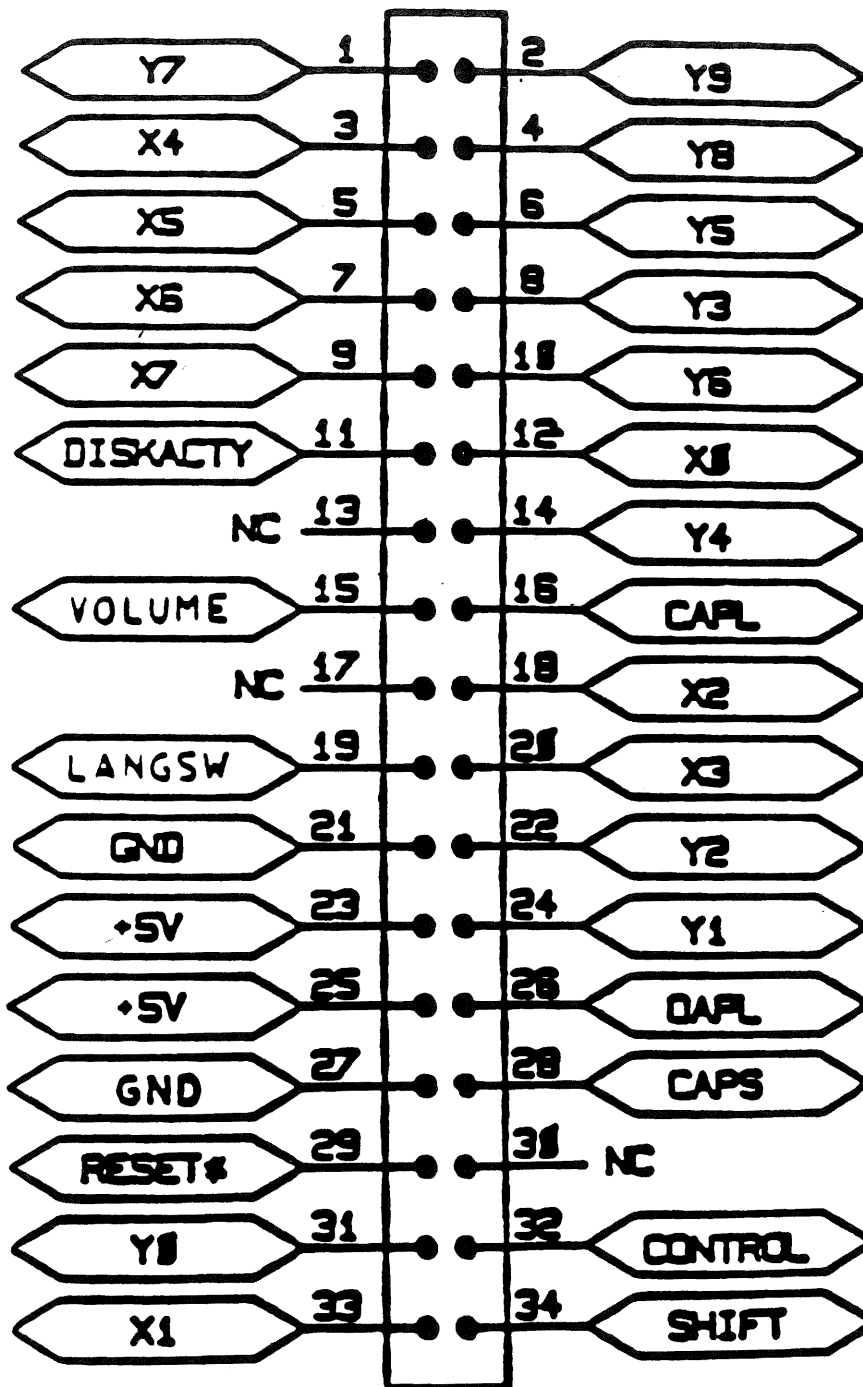 Y7 1 2 Y9
X4 3 4 Y8
X5 5 6 Y5
X6 7 8 Y3
X7 9 10 Y6
DISKACTY 11 12 X0
NC 13 14 Y4
VOLUME 15 16 CAPL
NC 17 18 X2
LANGSW 19 20 X3
GND 21 22 Y2
+5V 23 24 Y1
+5V 25 26 OAPL
GND 27 28 CAPS
RESET* 29 30 NC
Y0 31 32 CONTROL
X1 33 34 SHIFT